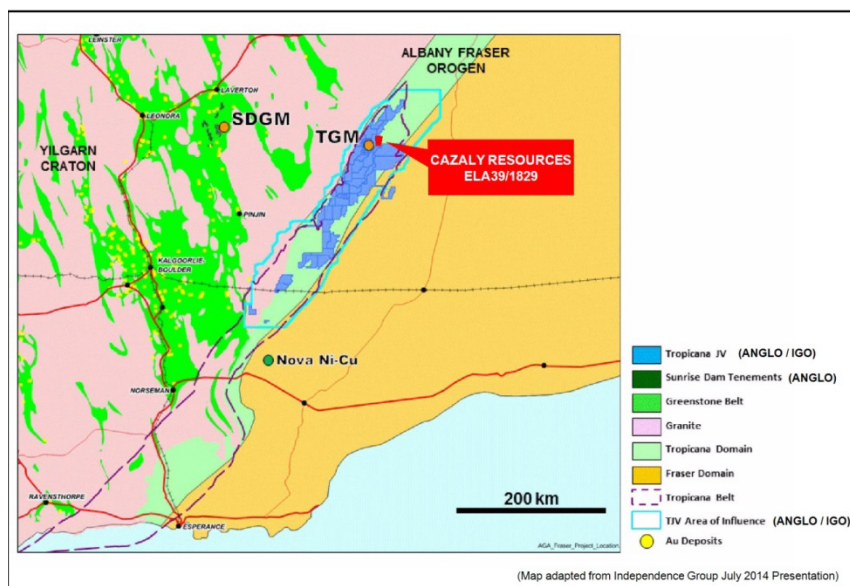 LEINSTER
ALBANY FRASER
OROGEN
LAVERTON
LEONORA
SDGM
TGM
YILGARN
CRATON
CAZALY RESOURCES
ELA39/1829
PINJIN
KALGOORLIE-
BOULDER
Nova Ni-Cu
NORSEMAN
RAVENSTHORPE
ESPERANCE
200 km
AGA_Fraser_Project_Location
Tropicana JV (ANGLO / IGO)
Sunrise Dam Tenements (ANGLO)
Greenstone Belt
Granite
Tropicana Domain
Fraser Domain
Tropicana Belt
TJV Area of Influence (ANGLO / IGO)
Au Deposits
(Map adapted from Independence Group July 2014 Presentation)